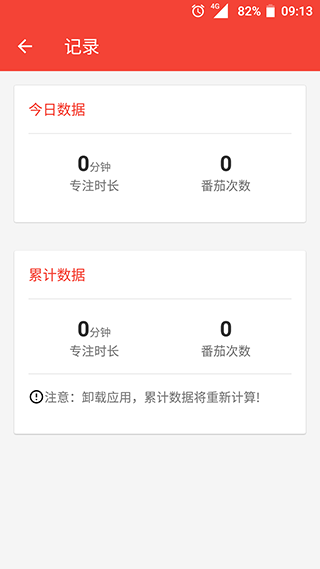 4G 82% 09:13
记录
今日数据
0分钟 0
专注时长 番茄次数
累计数据
0分钟 0
专注时长 番茄次数
注意：卸载应用，累计数据将重新计算!